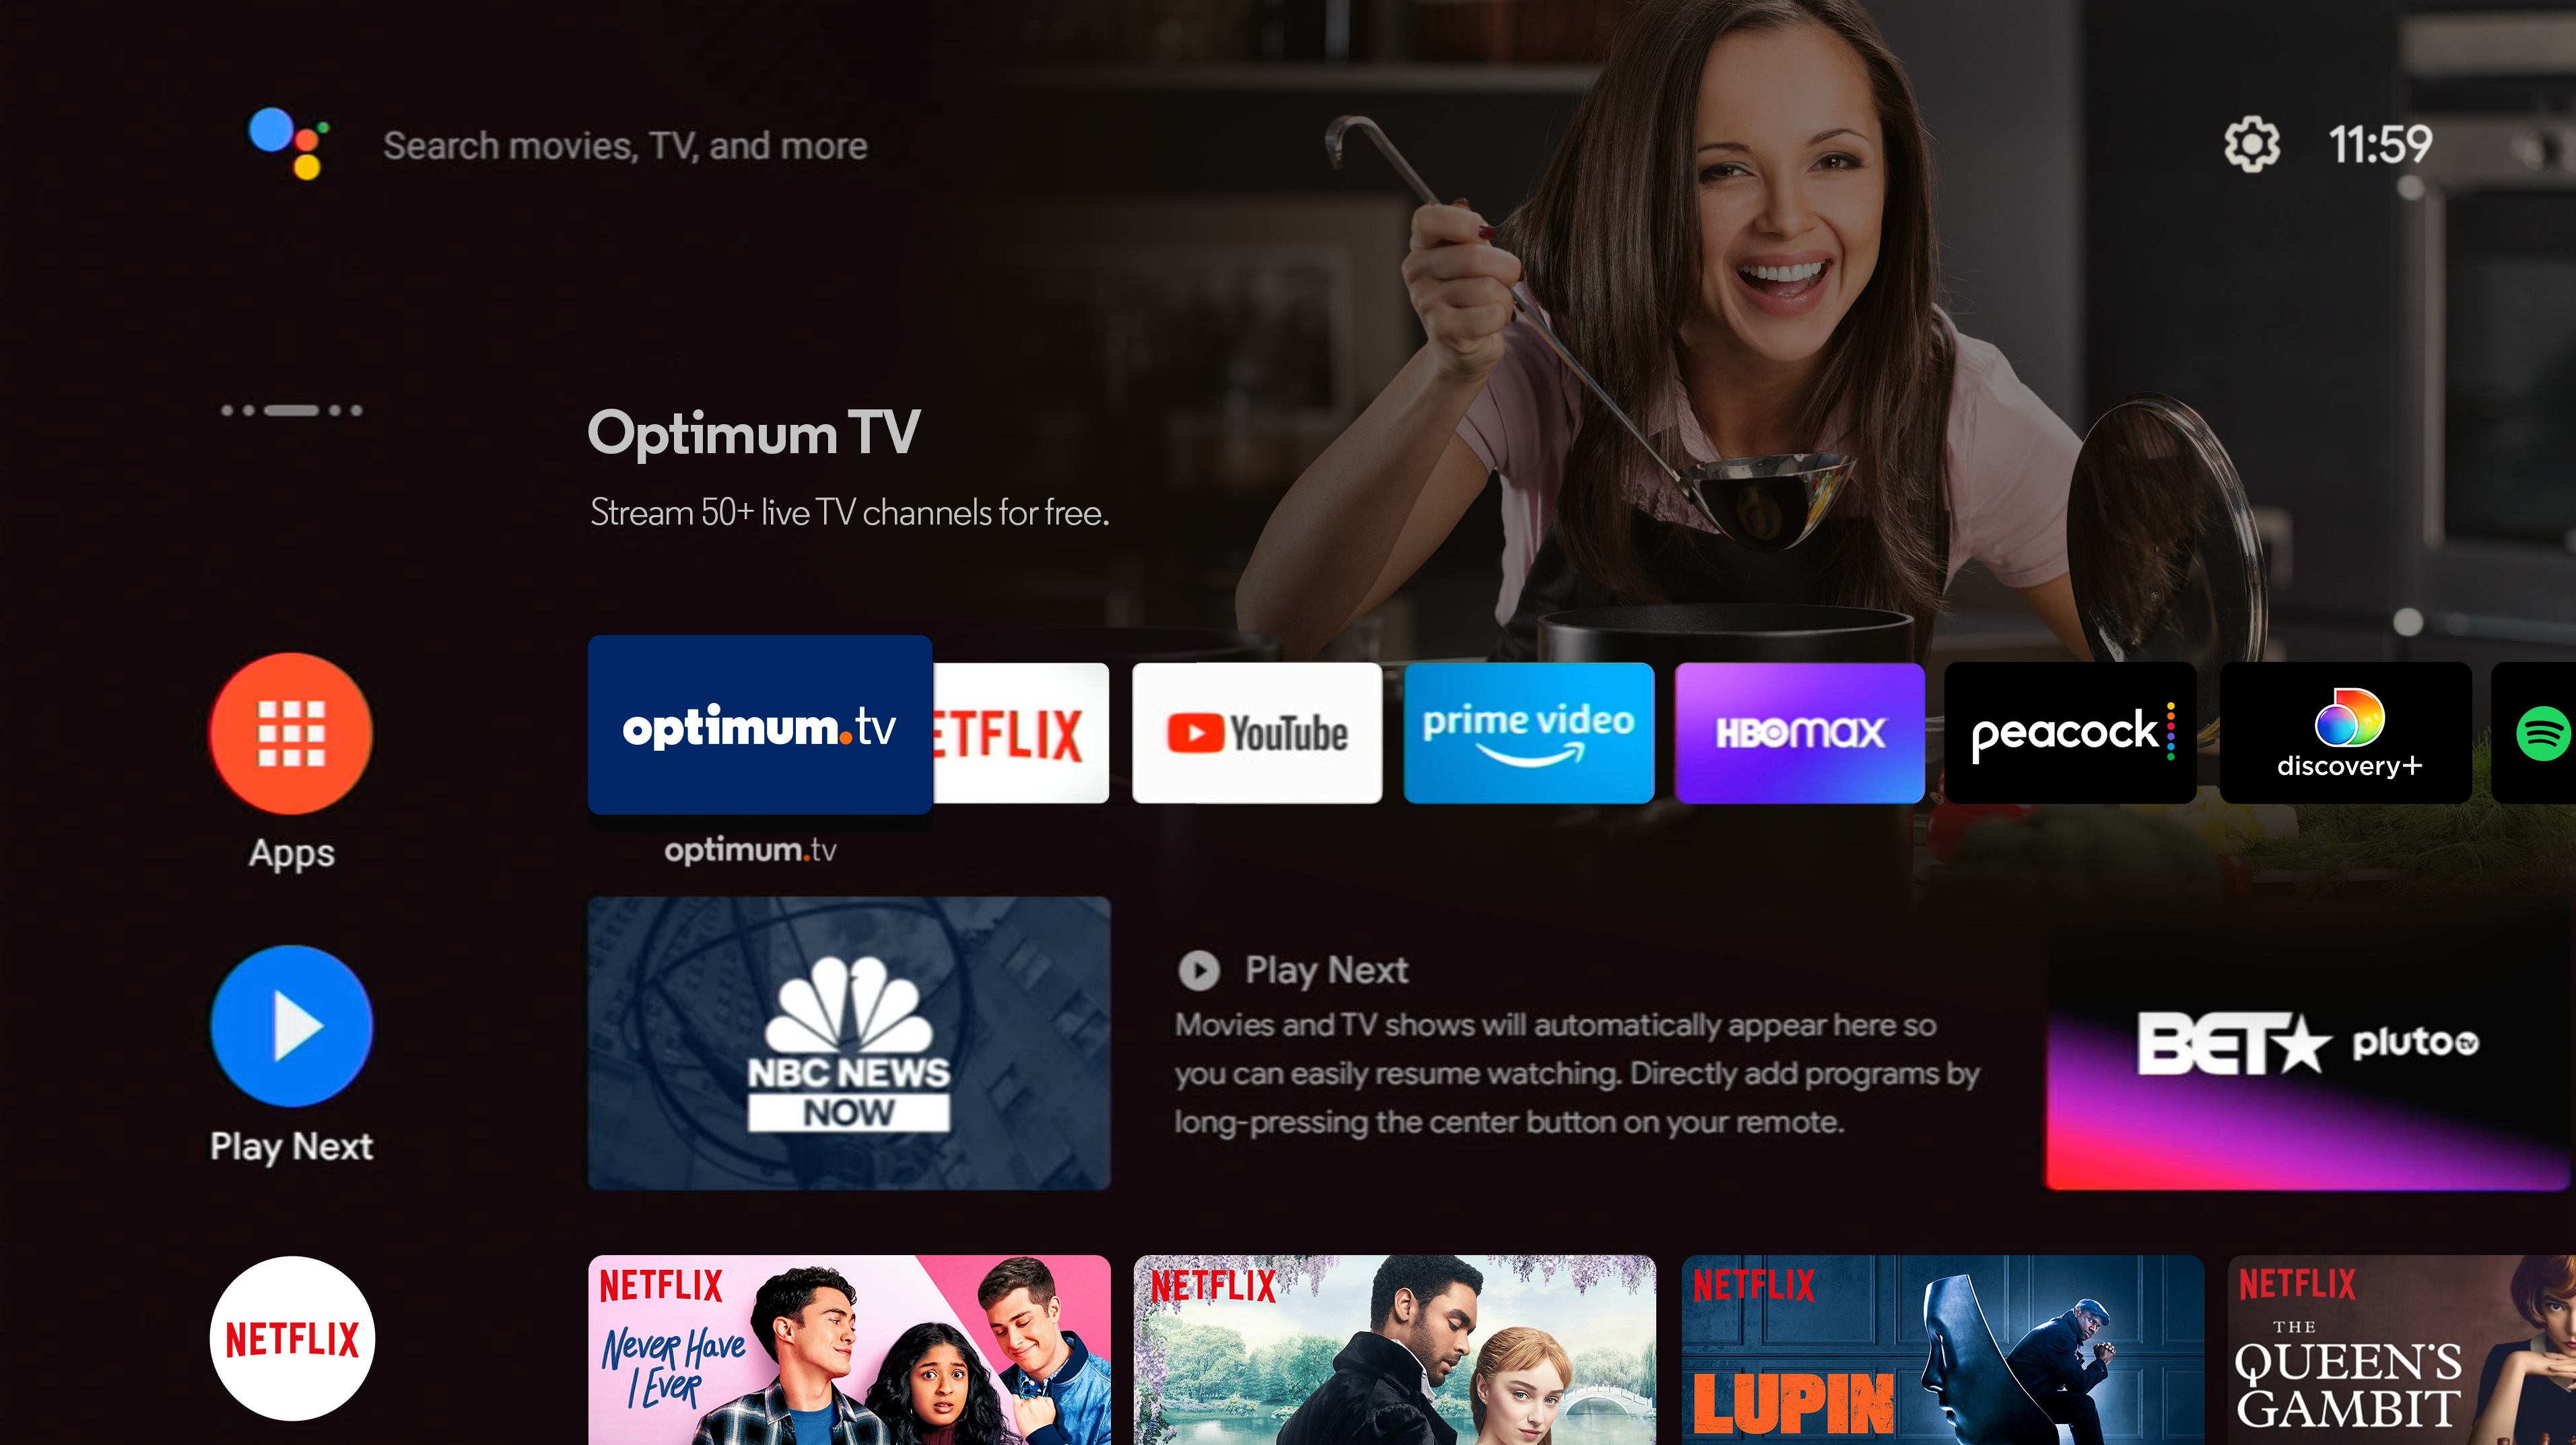 Search movies, TV, and more
11:59
Optimum TV
Stream 50+ live TV channels for free.
optimum.tv
ETFLIX
YouTube
prime video
HBOmax
peacock
discovery+
Apps
optimum.tv
NBC NEWS
NOW
Play Next
Movies and TV shows will automatically appear here so
you can easily resume watching. Directly add programs by
long-pressing the center button on your remote.
BET★ pluto tv
Play Next
NETFLIX
NETFLIX
Never Have
I Ever
NETFLIX
NETFLIX
LUPIN
NETFLIX
THE
QUEEN'S
GAMBIT